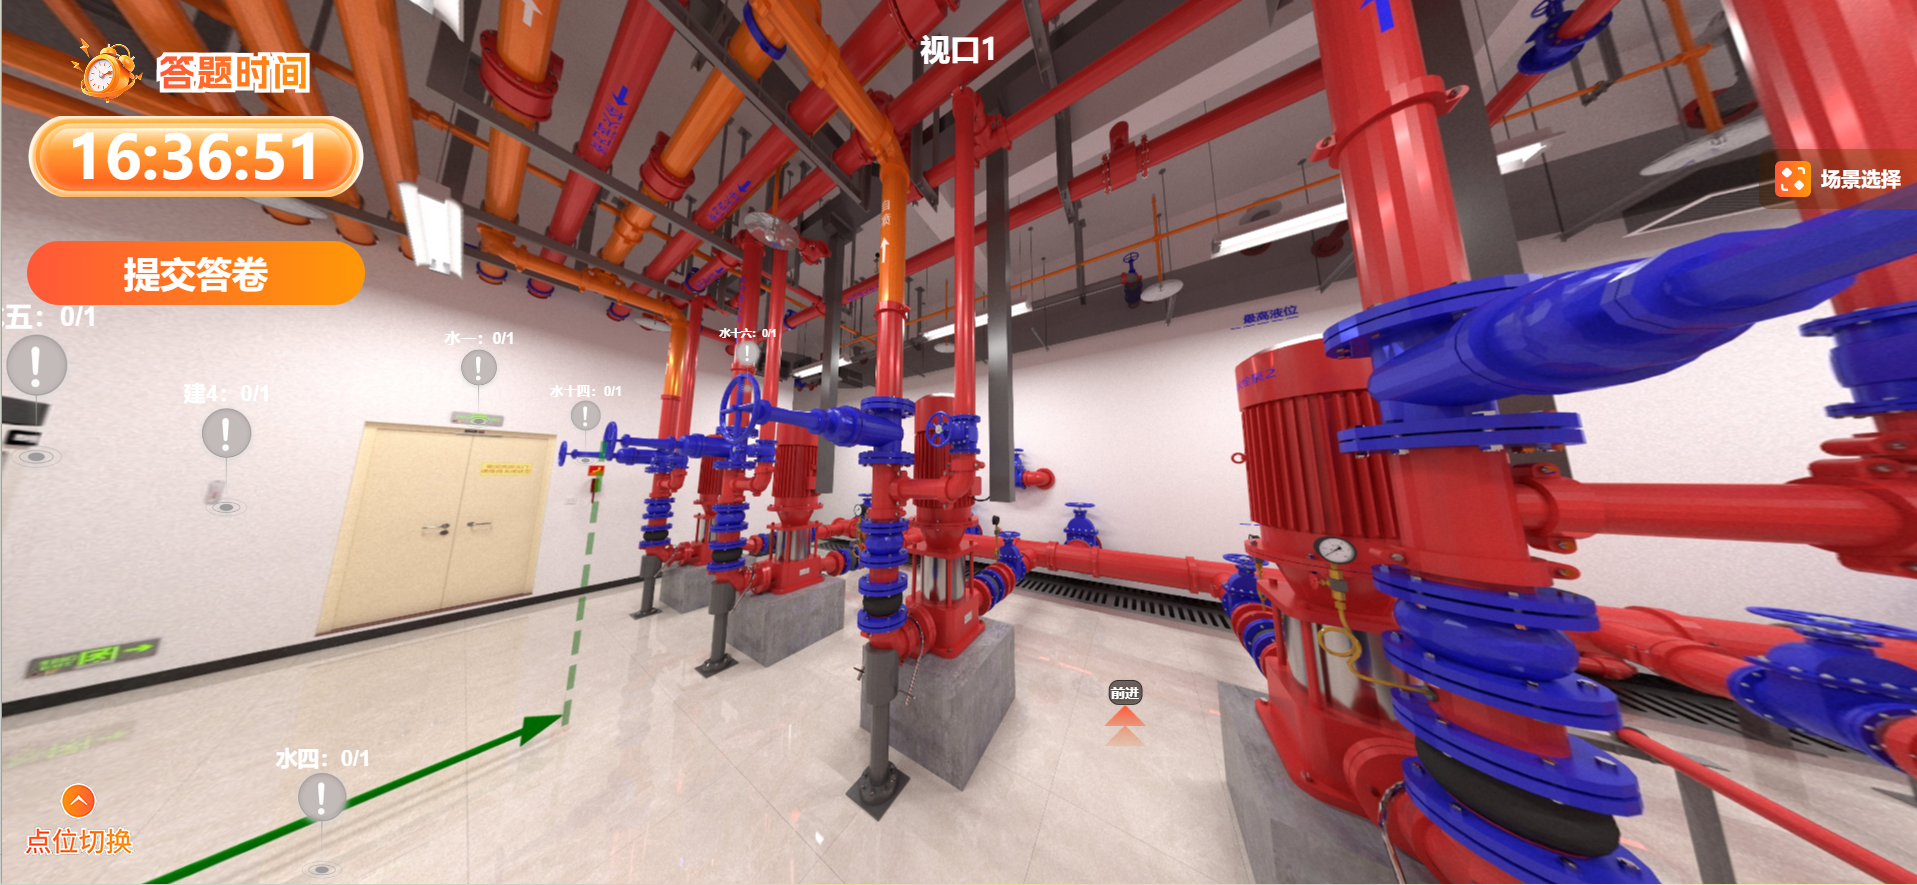 视口1
答题时间
16:36:51
场景选择
提交答卷
五：0/1
水一：0/1
水十六：0/1
建4：0/1
水十四：0/1
最高液位
自喷
前进
水四：0/1
点位切换